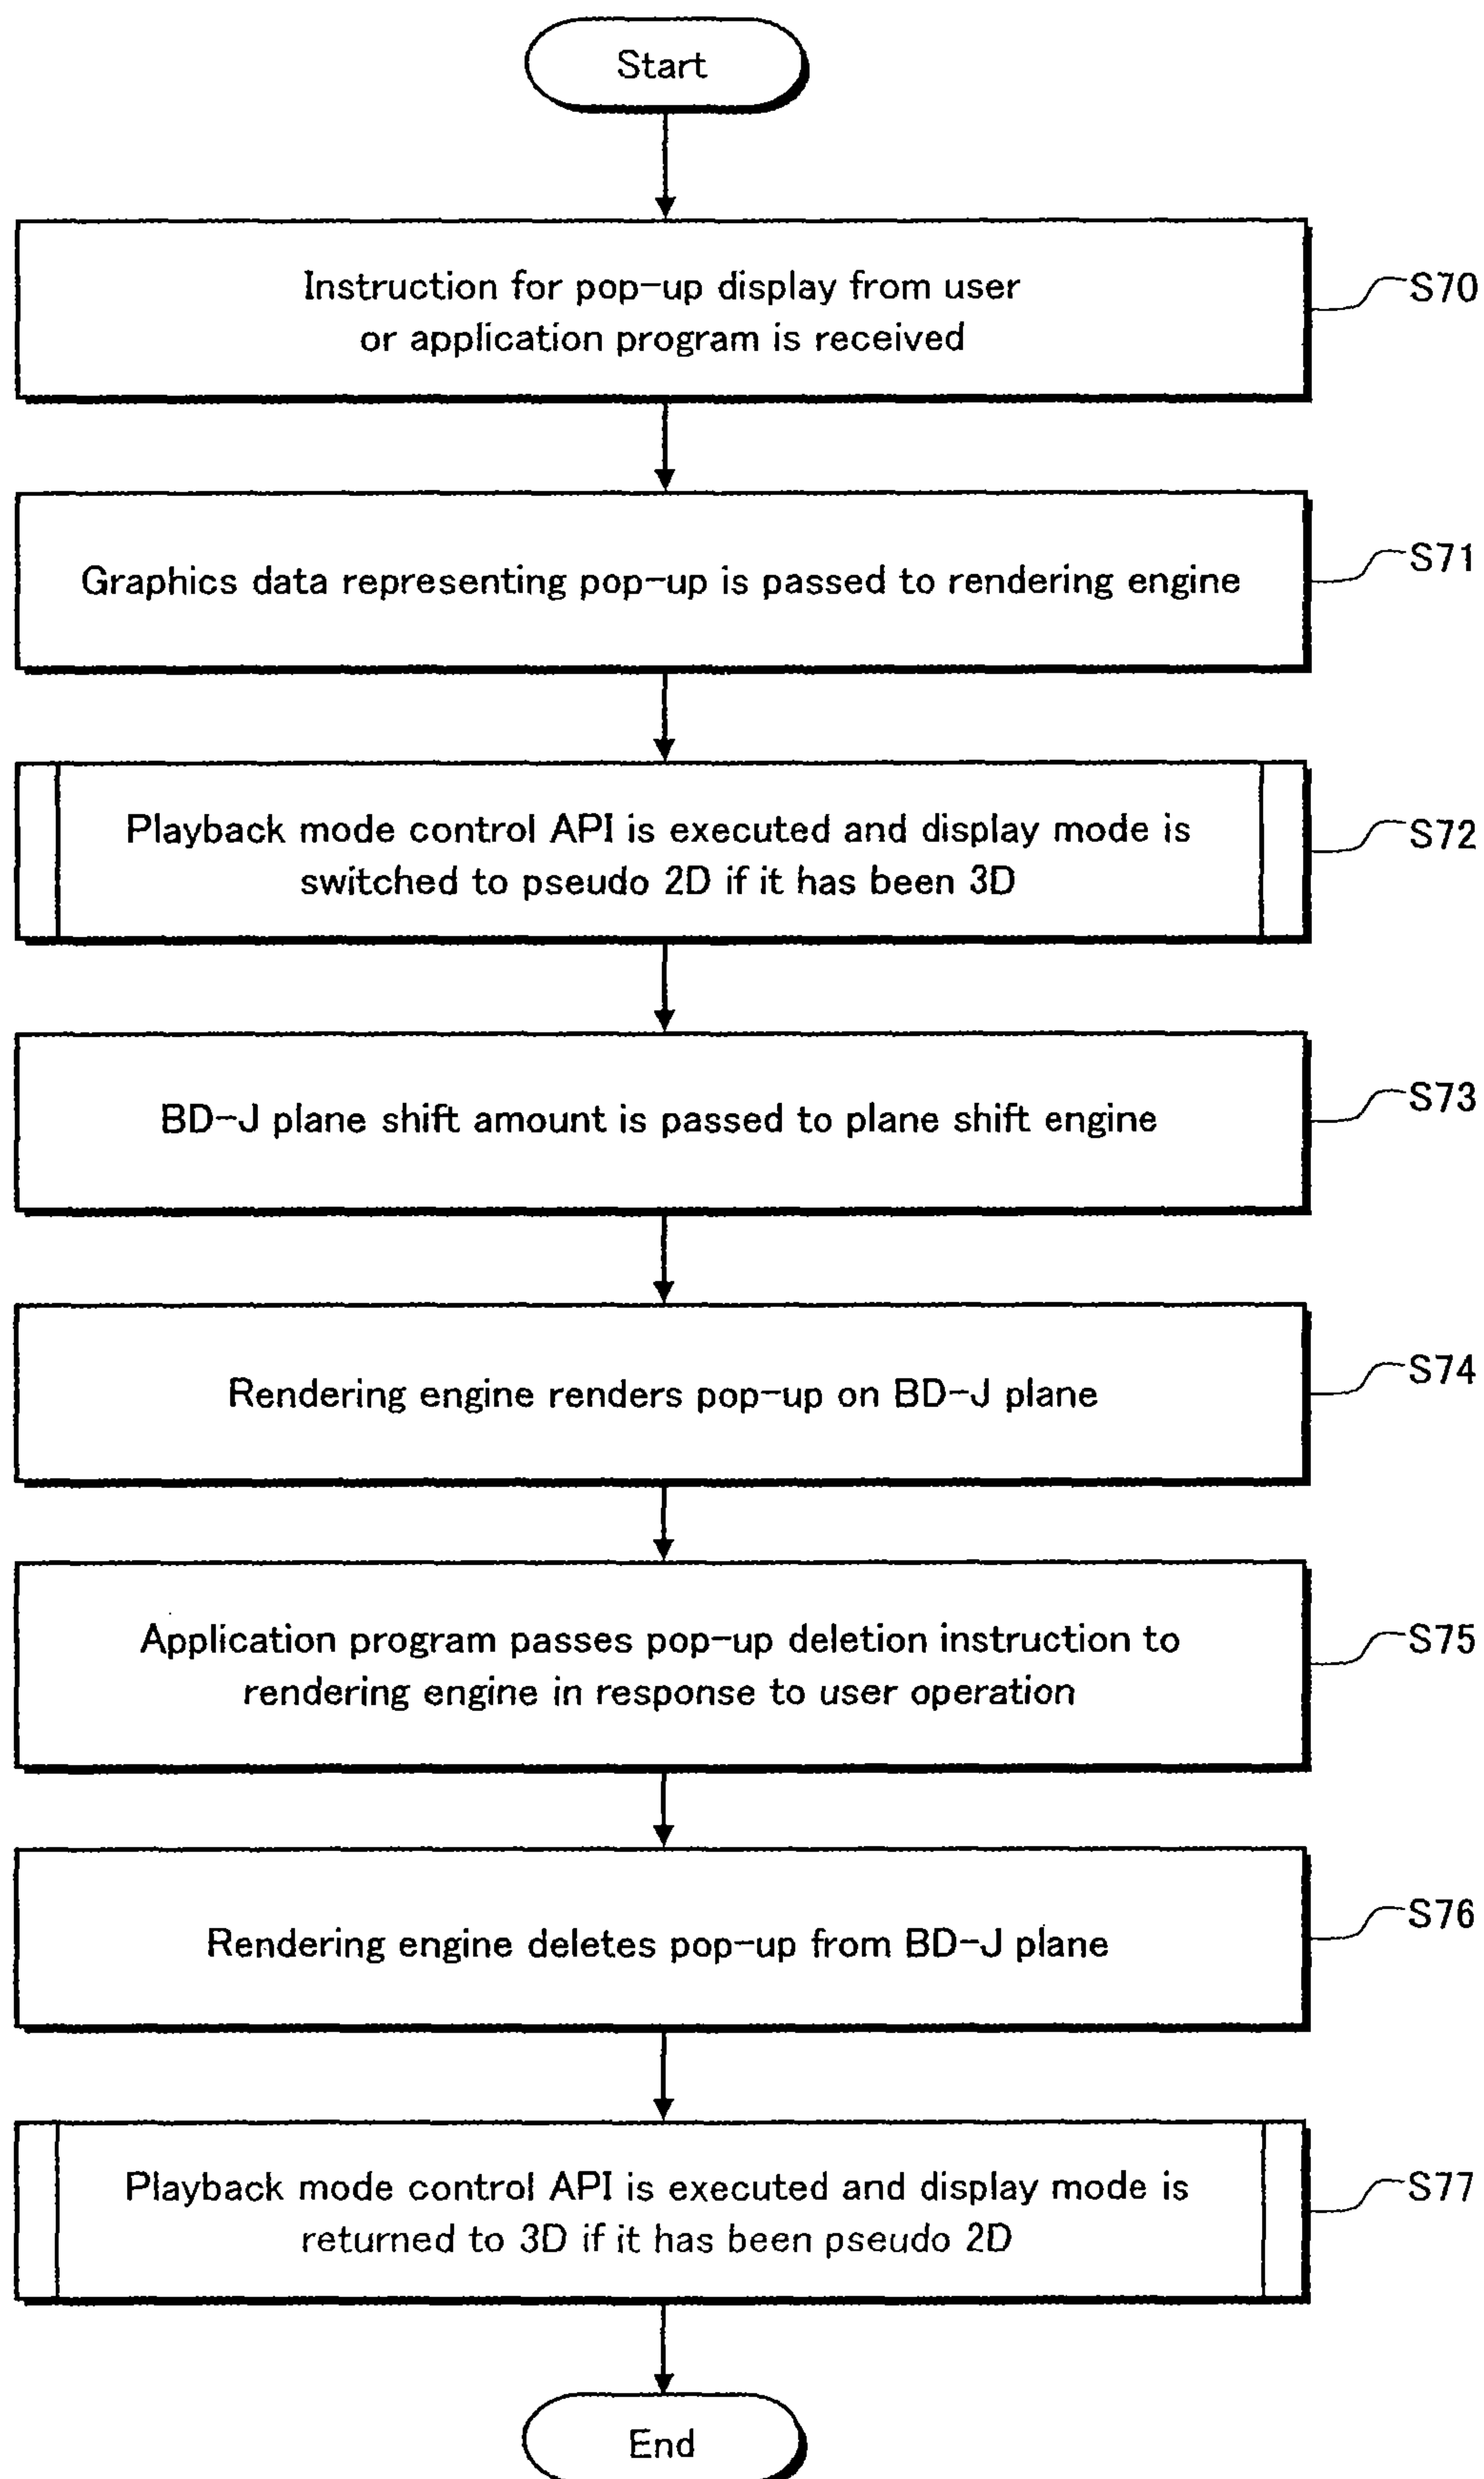 Start
Instruction for pop-up display from user
or application program is received
S70
Graphics data representing pop-up is passed to rendering engine
S71
Playback mode control API is executed and display mode is
switched to pseudo 2D if it has been 3D
S72
BD-J plane shift amount is passed to plane shift engine
S73
Rendering engine renders pop-up on BD-J plane
S74
Application program passes pop-up deletion instruction to
rendering engine in response to user operation
S75
Rendering engine deletes pop-up from BD-J plane
S76
Playback mode control API is executed and display mode is
returned to 3D if it has been pseudo 2D
S77
End